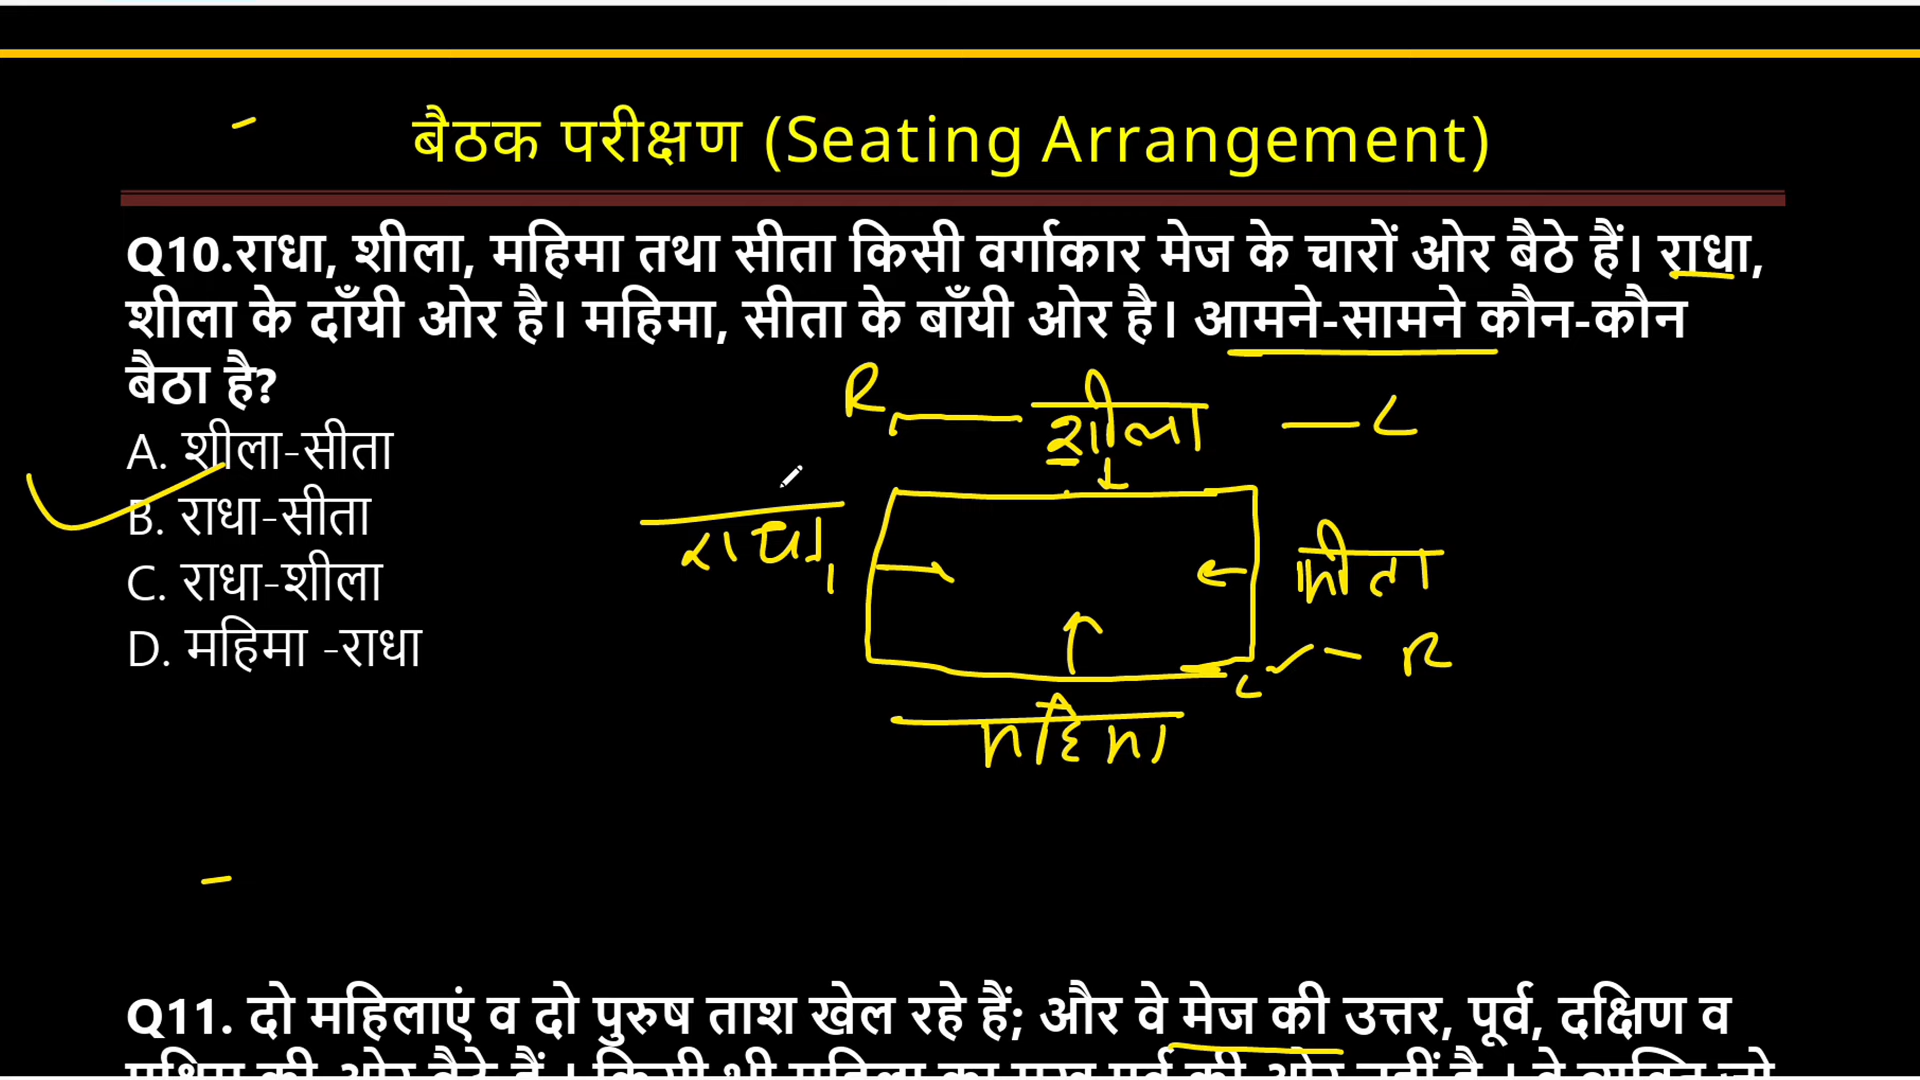 बैठक परीक्षण (Seating Arrangement)
Q10.राधा, शीला, महिमा तथा सीता किसी वर्गाकार मेज के चारों ओर बैठे हैं। राधा,
शीला के दाँयी ओर है। महिमा, सीता के बाँयी ओर है। आमने-सामने कौन-कौन
बैठा है?
R शीला L
A. शीला-सीता
B. राधा-सीता
राधा सीता
C. राधा-शीला
D. महिमा -राधा
L R
महिमा
Q11. दो महिलाएं व दो पुरुष ताश खेल रहे हैं; और वे मेज की उत्तर, पूर्व, दक्षिण व